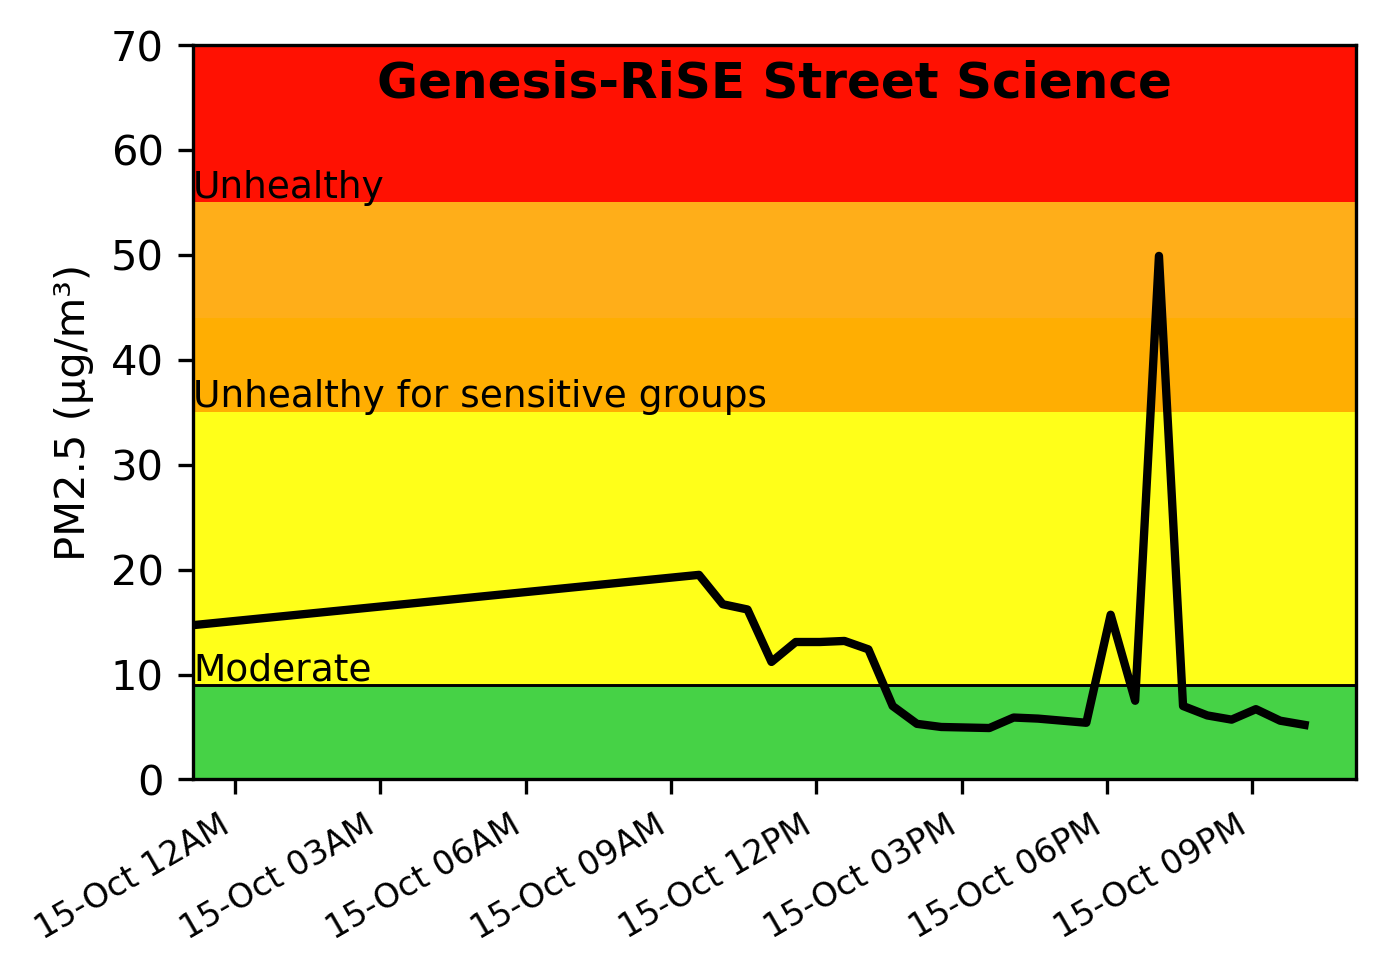 Genesis-RiSE Street Science
70
60
Unhealthy
50
40
Unhealthy for sensitive groups
30
20
10
Moderate
0
PM2.5 (µg/m³)
15-Oct 12AM
15-Oct 03AM
15-Oct 06AM
15-Oct 09AM
15-Oct 12PM
15-Oct 03PM
15-Oct 06PM
15-Oct 09PM